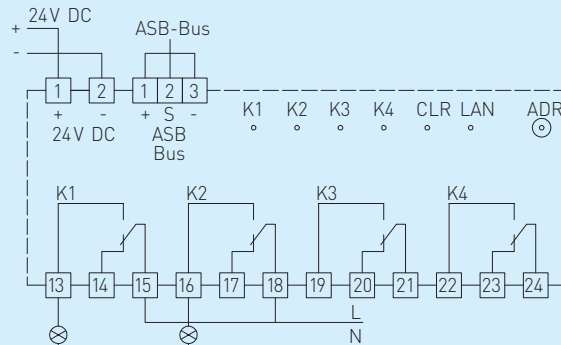 + 24V DC
ASB-Bus
-
1 2 1 2 3
+ - + S -
24V DC ASB
Bus
K1 K2 K3 K4 CLR LAN ADR
K1 K2 K3 K4
13 14 15 16 17 18 19 20 21 22 23 24
L
N